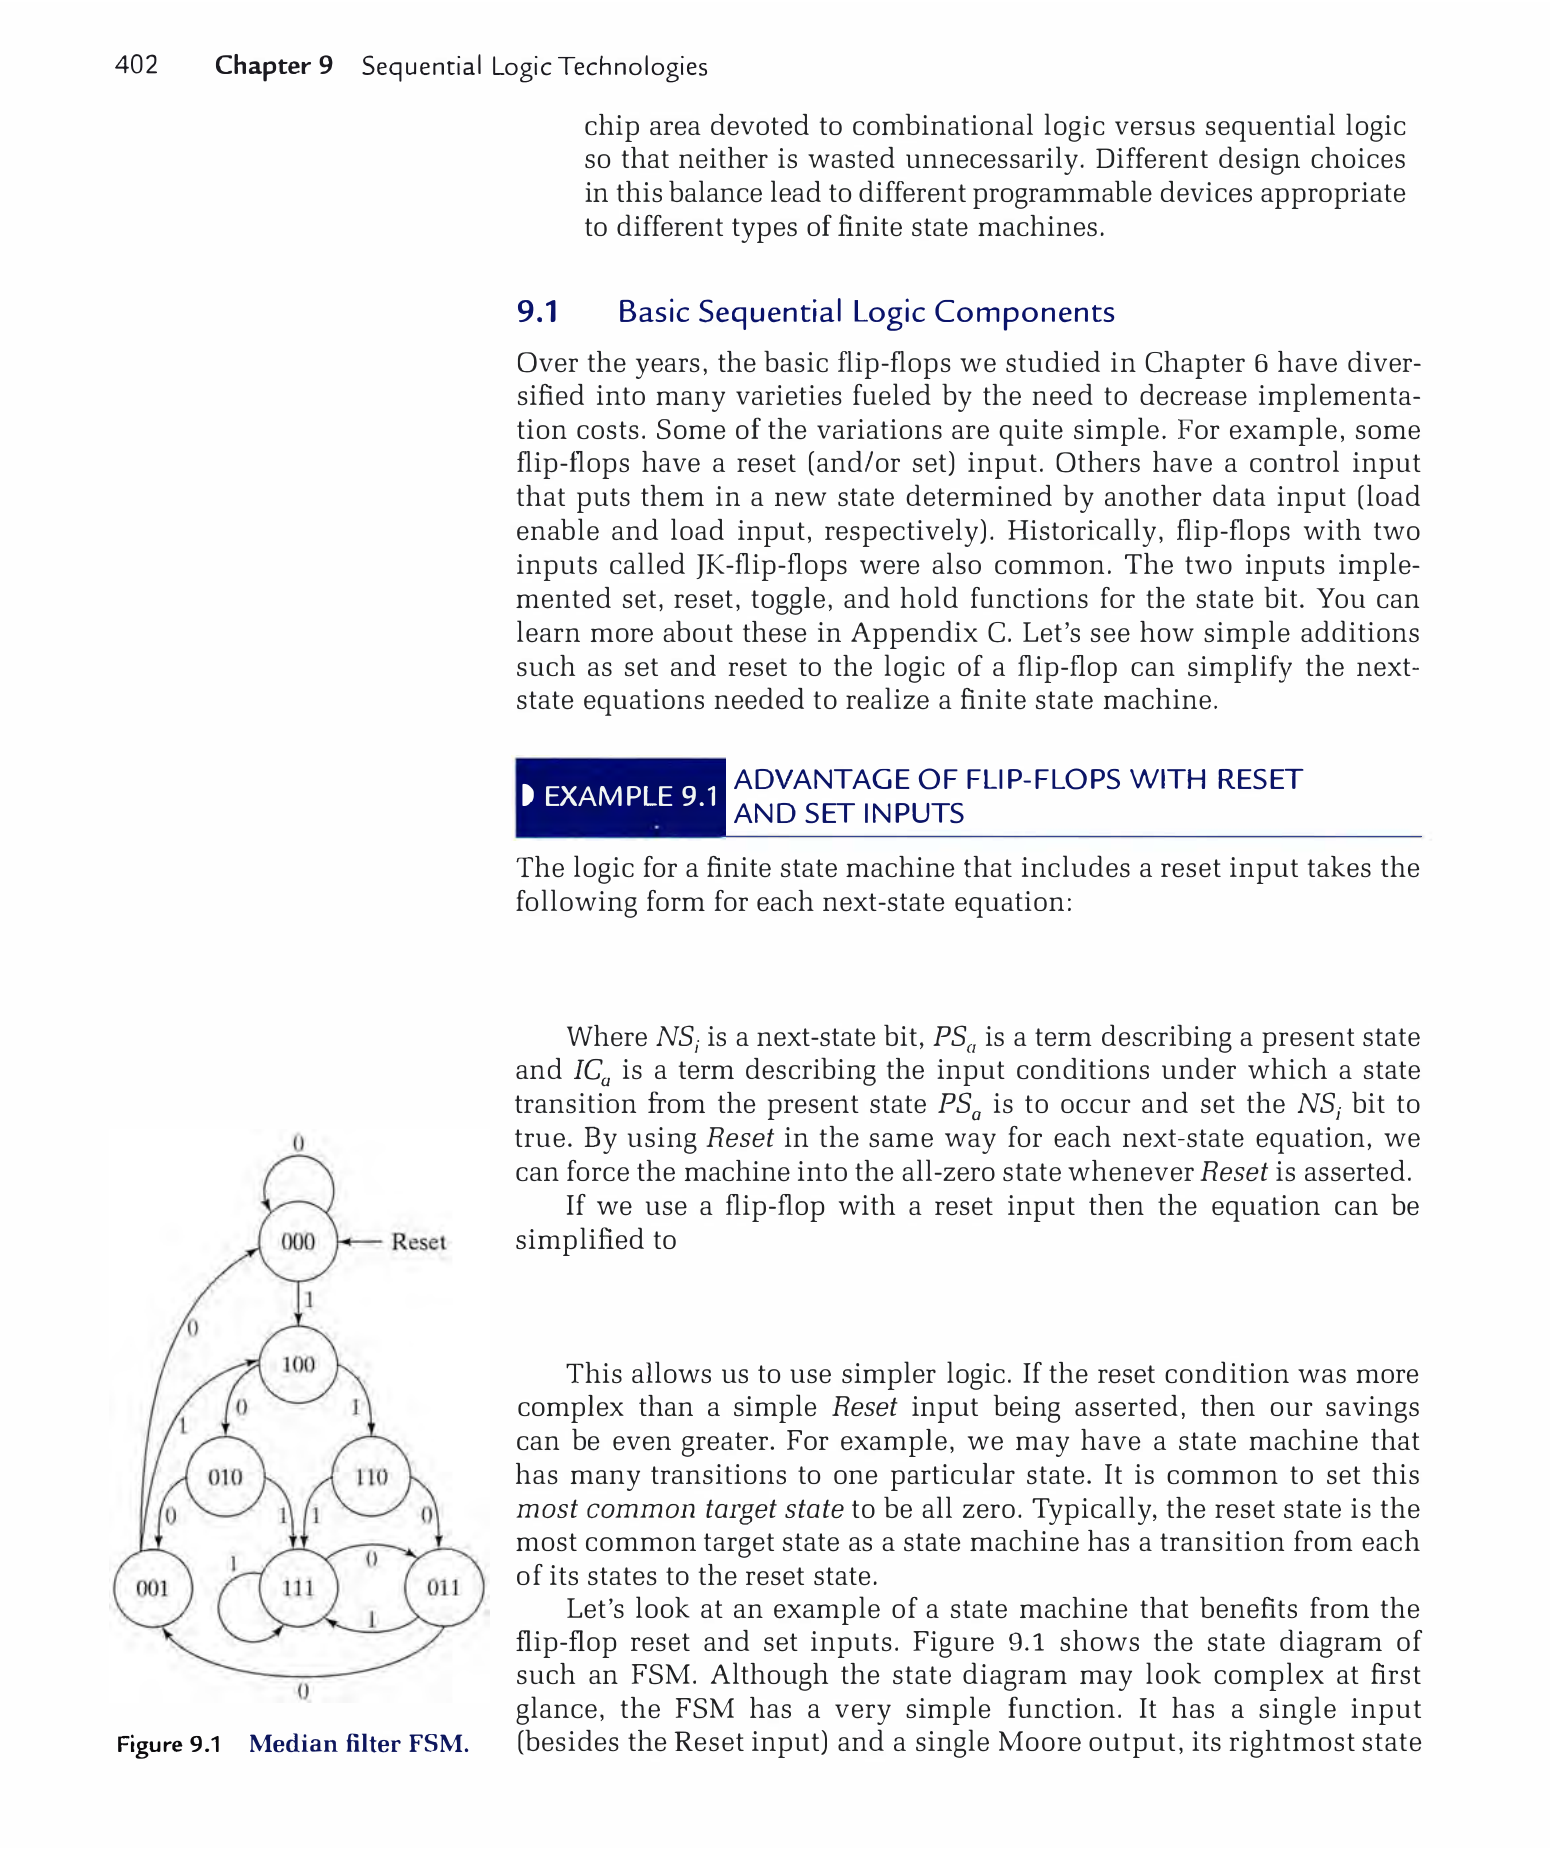 402 Chapter 9 Sequential Logic Technologies
chip area devoted to combinational logic versus sequential logic
so that neither is wasted unnecessarily. Different design choices
in this balance lead to different programmable devices appropriate
to different types of finite state machines.
9.1 Basic Sequential Logic Components
Over the years, the basic flip-flops we studied in Chapter 6 have diver-
sified into many varieties fueled by the need to decrease implementa-
tion costs. Some of the variations are quite simple. For example, some
flip-flops have a reset (and/or set) input. Others have a control input
that puts them in a new state determined by another data input (load
enable and load input, respectively). Historically, flip-flops with two
inputs called JK-flip-flops were also common. The two inputs imple-
mented set, reset, toggle, and hold functions for the state bit. You can
learn more about these in Appendix C. Let's see how simple additions
such as set and reset to the logic of a flip-flop can simplify the next-
state equations needed to realize a finite state machine.
EXAMPLE 9.1
ADVANTAGE OF FLIP-FLOPS WITH RESET
AND SET INPUTS
The logic for a finite state machine that includes a reset input takes the
following form for each next-state equation:
Where NSi is a next-state bit, PSa is a term describing a present state
and ICa is a term describing the input conditions under which a state
transition from the present state PSa is to occur and set the NSi bit to
true. By using Reset in the same way for each next-state equation, we
can force the machine into the all-zero state whenever Reset is asserted.
If we use a flip-flop with a reset input then the equation can be
simplified to
This allows us to use simpler logic. If the reset condition was more
complex than a simple Reset input being asserted, then our savings
can be even greater. For example, we may have a state machine that
has many transitions to one particular state. It is common to set this
most common target state to be all zero. Typically, the reset state is the
most common target state as a state machine has a transition from each
of its states to the reset state.
Let's look at an example of a state machine that benefits from the
flip-flop reset and set inputs. Figure 9.1 shows the state diagram of
such an FSM. Although the state diagram may look complex at first
glance, the FSM has a very simple function. It has a single input
(besides the Reset input) and a single Moore output, its rightmost state
0
000 Reset
1
0
100
0 1
1
010 110
0 1 1 0
1 0
001 111 011
1
0
Figure 9.1 Median filter FSM.